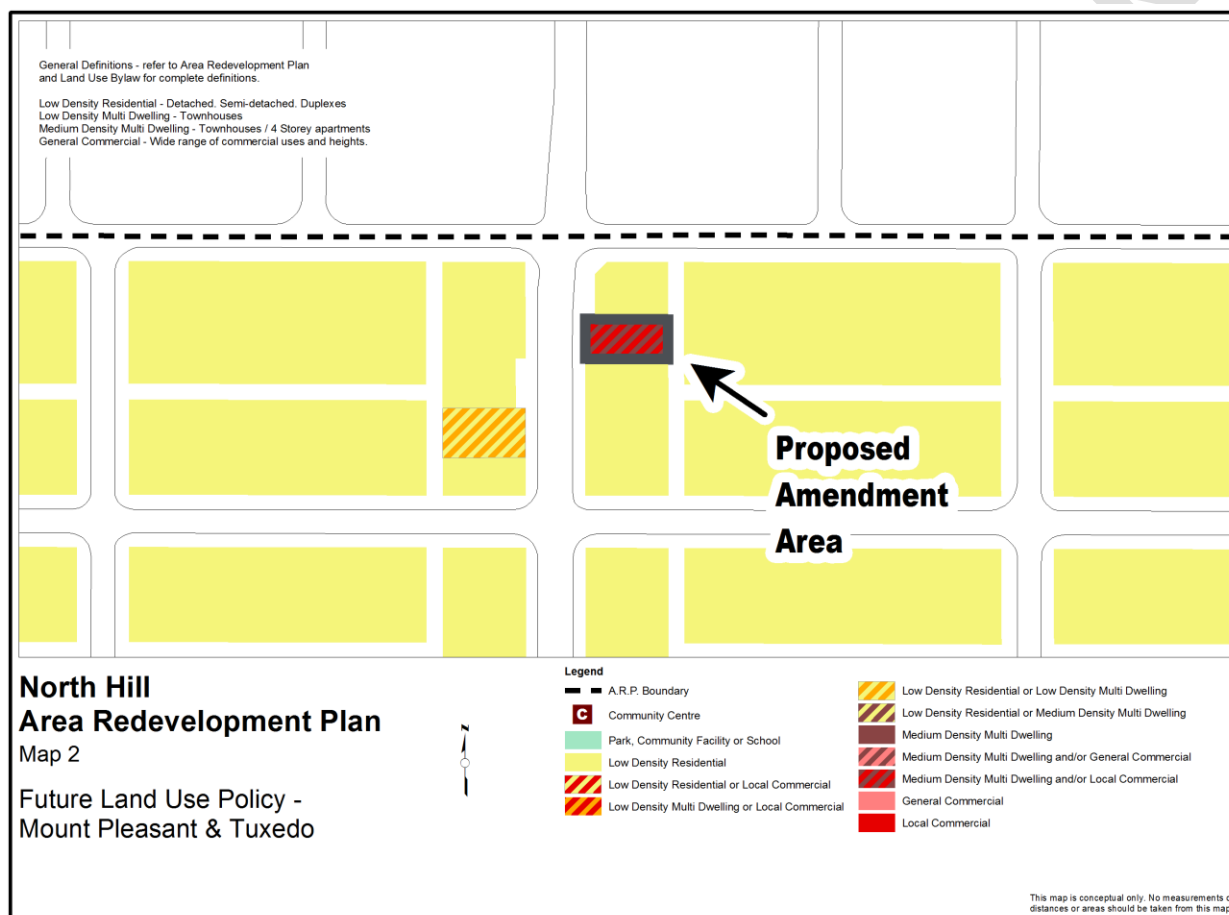 General Definitions - refer to Area Redevelopment Plan
and Land Use Bylaw for complete definitions.
Low Density Residential - Detached. Semi-detached. Duplexes
Low Density Multi Dwelling - Townhouses
Medium Density Multi Dwelling - Townhouses / 4 Storey apartments
General Commercial - Wide range of commercial uses and heights.
Proposed
Amendment
Area
North Hill
Area Redevelopment Plan
Map 2
Future Land Use Policy -
Mount Pleasant & Tuxedo
N
Legend
A.R.P. Boundary
C Community Centre
Park, Community Facility or School
Low Density Residential
Low Density Residential or Local Commercial
Low Density Multi Dwelling or Local Commercial
Low Density Residential or Low Density Multi Dwelling
Low Density Residential or Medium Density Multi Dwelling
Medium Density Multi Dwelling
Medium Density Multi Dwelling and/or General Commercial
Medium Density Multi Dwelling and/or Local Commercial
General Commercial
Local Commercial
This map is conceptual only. No measurements
distances or areas should be taken from this map